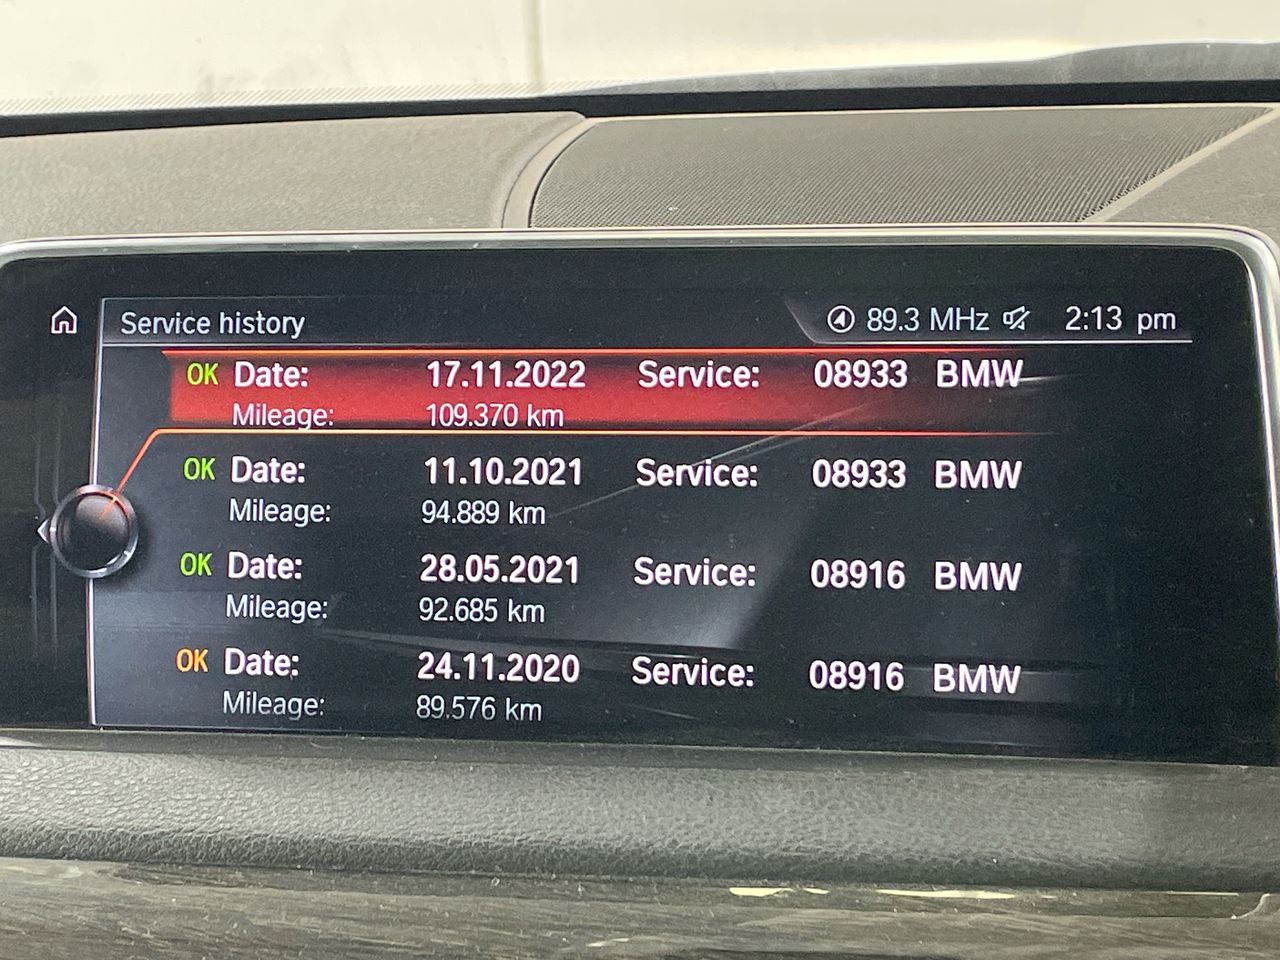 Service history 89.3 MHz 2:13 pm
OK Date: 17.11.2022 Service: 08933 BMW
Mileage: 109.370 km
OK Date: 11.10.2021 Service: 08933 BMW
Mileage: 94.889 km
OK Date: 28.05.2021 Service: 08916 BMW
Mileage: 92.685 km
OK Date: 24.11.2020 Service: 08916 BMW
Mileage: 89.576 km